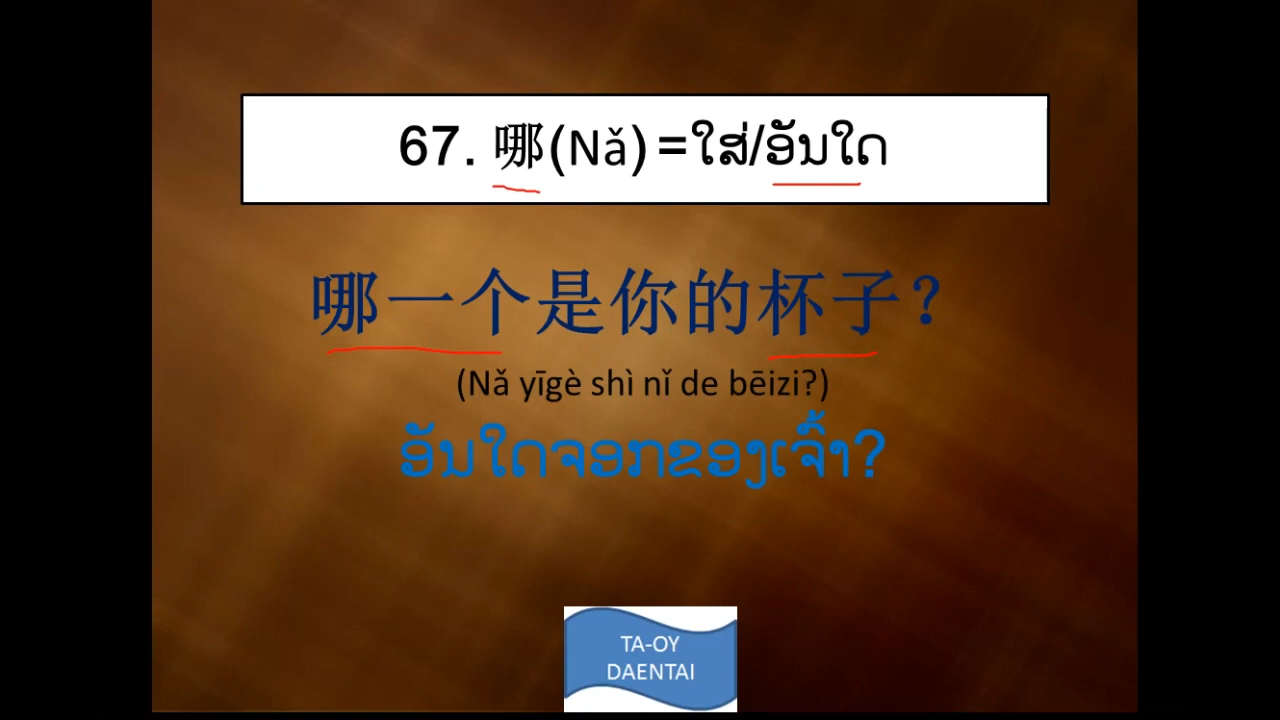 67. 哪(Nǎ)=ໃສ່/ອັນໃດ
哪一个是你的杯子？
(Nǎ yīgè shì nǐ de bēizi?)
ອັນໃດຈອກຂອງເຈົ້າ?
TA-OY
DAENTAI